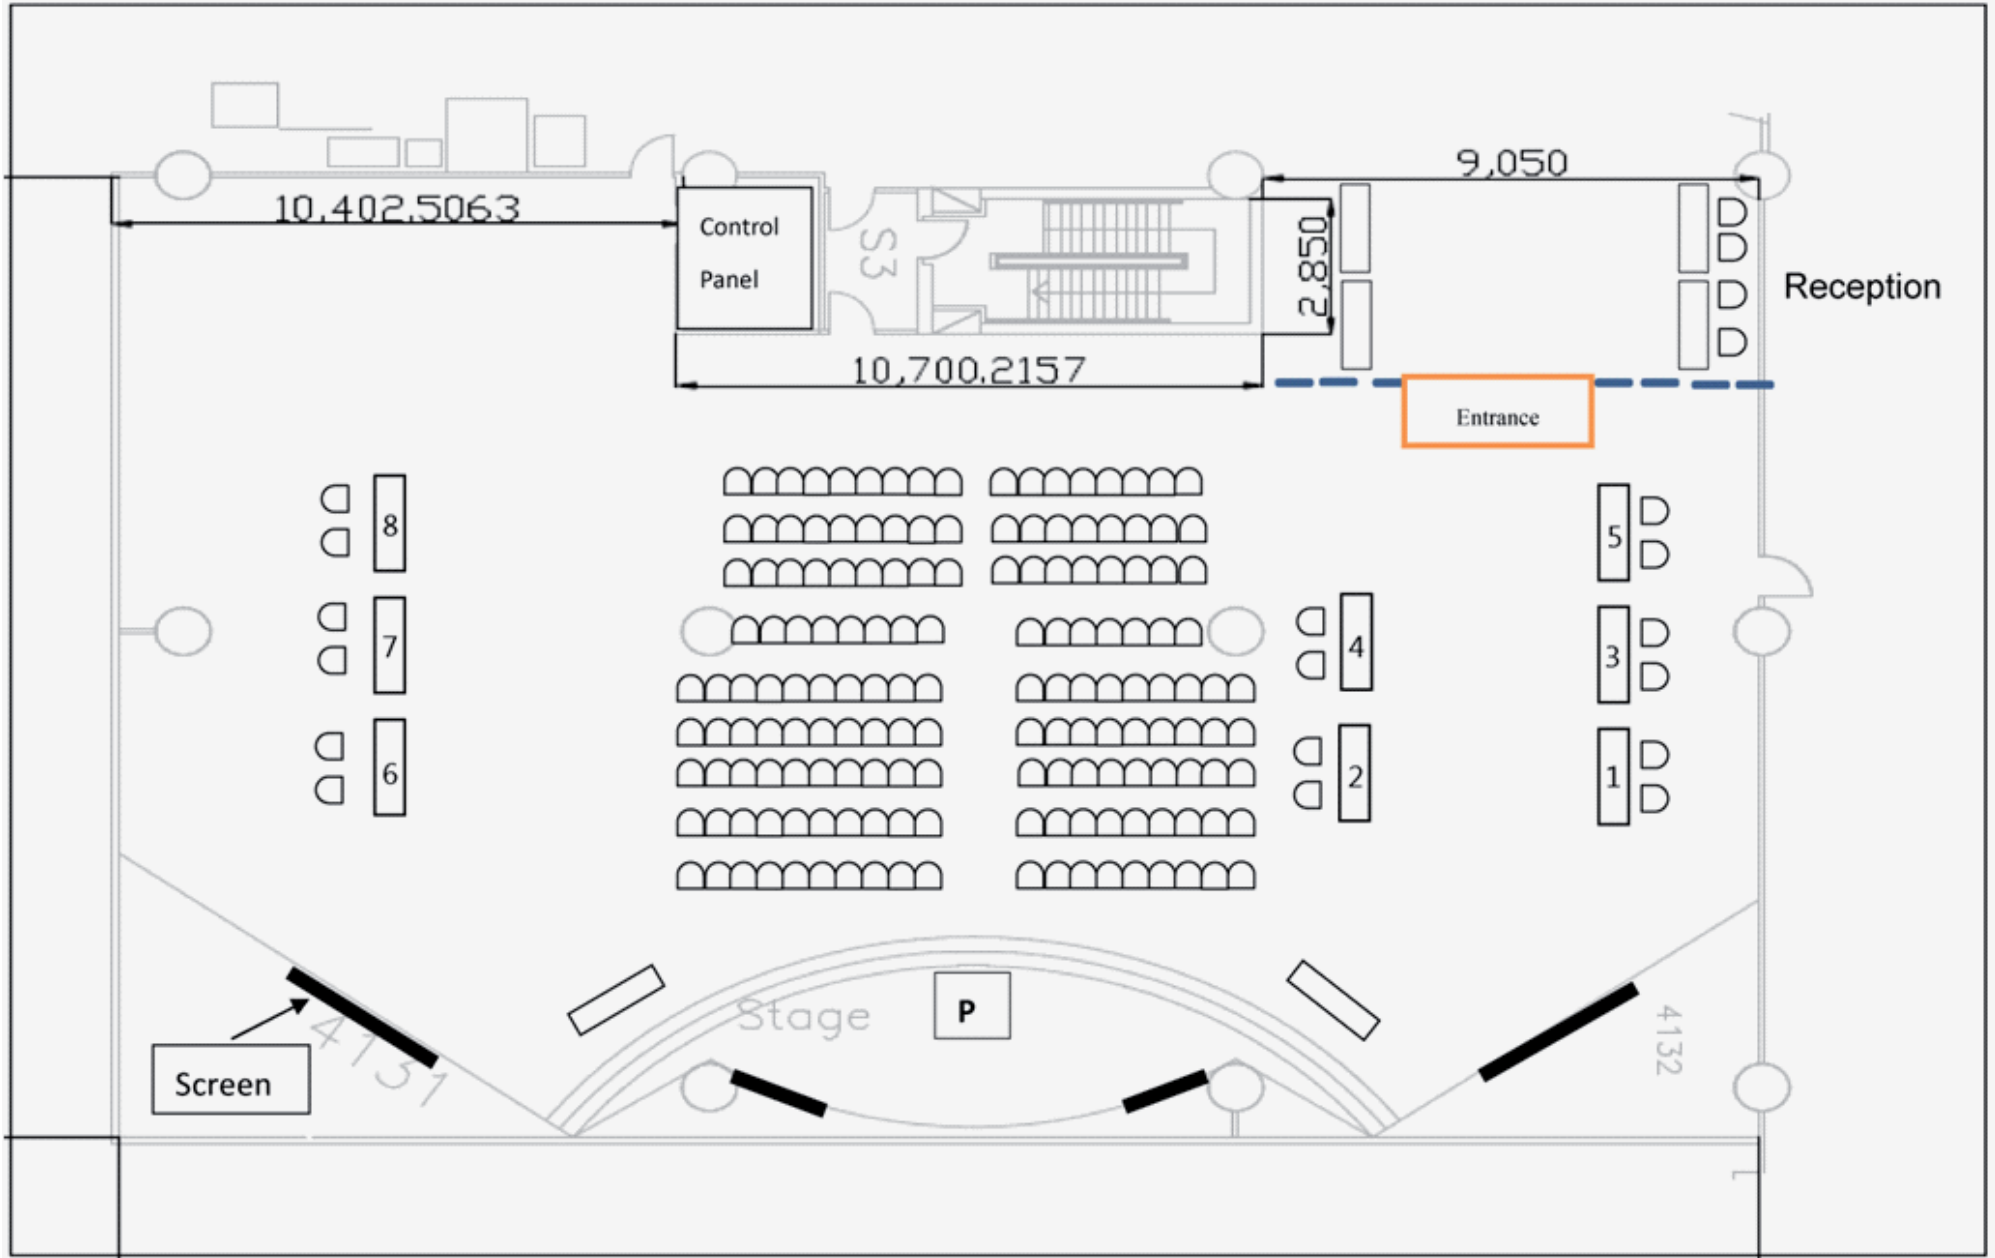 9,050
10,402.5063
Control
Panel
S3
2,850
Reception
10,700.2157
Entrance
8
5
7
4
3
6
2
1
Stage
P
4131
4132
Screen